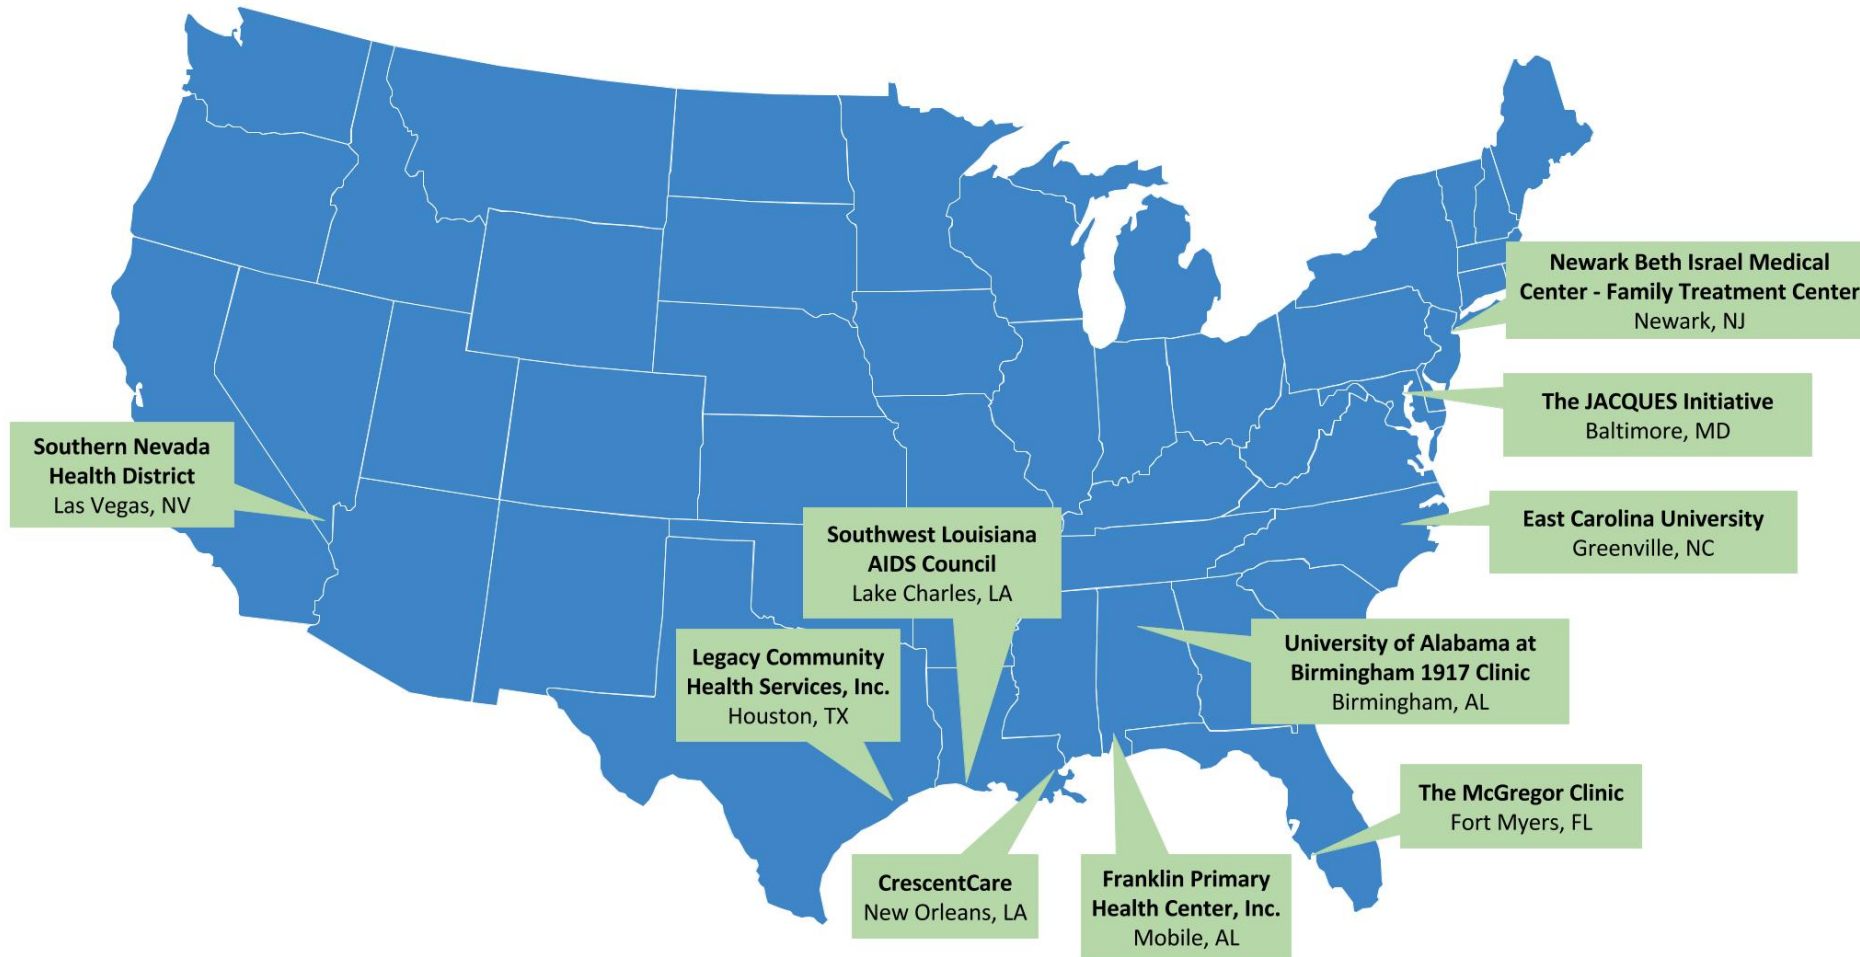 Newark Beth Israel Medical
Center - Family Treatment Center
Newark, NJ
The JACQUES Initiative
Baltimore, MD
Southern Nevada
Health District
Las Vegas, NV
East Carolina University
Greenville, NC
Southwest Louisiana
AIDS Council
Lake Charles, LA
Legacy Community
Health Services, Inc.
Houston, TX
University of Alabama at
Birmingham 1917 Clinic
Birmingham, AL
The McGregor Clinic
Fort Myers, FL
CrescentCare
New Orleans, LA
Franklin Primary
Health Center, Inc.
Mobile, AL